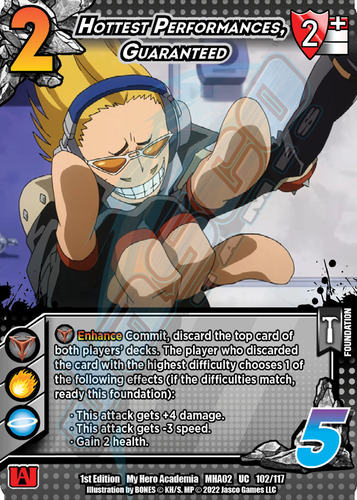 2
HOTTEST PERFORMANCES,
GUARANTEED
2
+
FOUNDATION
Enhance Commit, discard the top card of
both players' decks. The player who discarded
the card with the highest difficulty chooses 1 of
the following effects (if the difficulties match,
ready this foundation):
• This attack gets +4 damage.
• This attack gets -3 speed.
• Gain 2 health.
5
1st Edition My Hero Academia MHA02 UC 102/117
Illustration by BONES © KH/S. MP © 2022 Jasco Games LLC